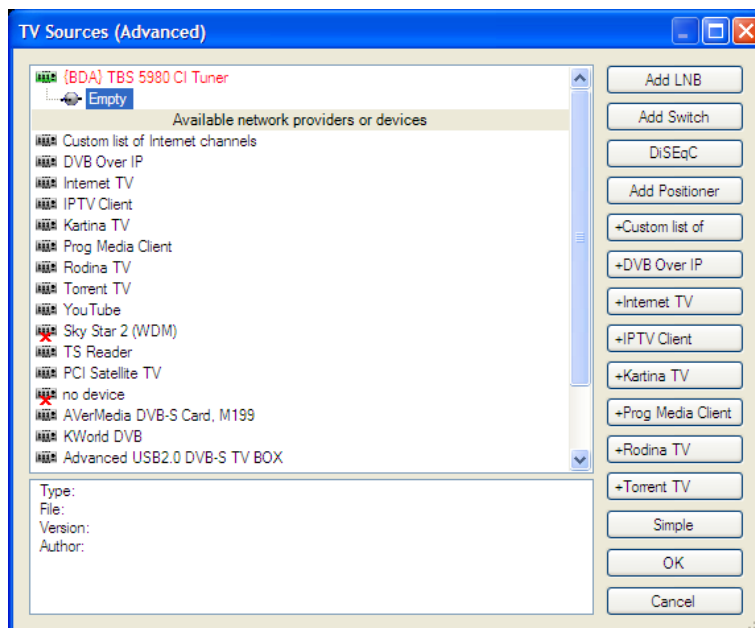 TV Sources (Advanced)
{BDA} TBS 5980 CI Tuner
Empty
Available network providers or devices
Custom list of Internet channels
DVB Over IP
Internet TV
IPTV Client
Kartina TV
Prog Media Client
Rodina TV
Torrent TV
YouTube
Sky Star 2 (WDM)
TS Reader
PCI Satellite TV
no device
AVerMedia DVB-S Card, M199
KWorld DVB
Advanced USB2.0 DVB-S TV BOX
Type:
File:
Version:
Author:
Add LNB
Add Switch
DiSEqC
Add Positioner
+Custom list of
+DVB Over IP
+Internet TV
+IPTV Client
+Kartina TV
+Prog Media Client
+Rodina TV
+Torrent TV
Simple
OK
Cancel